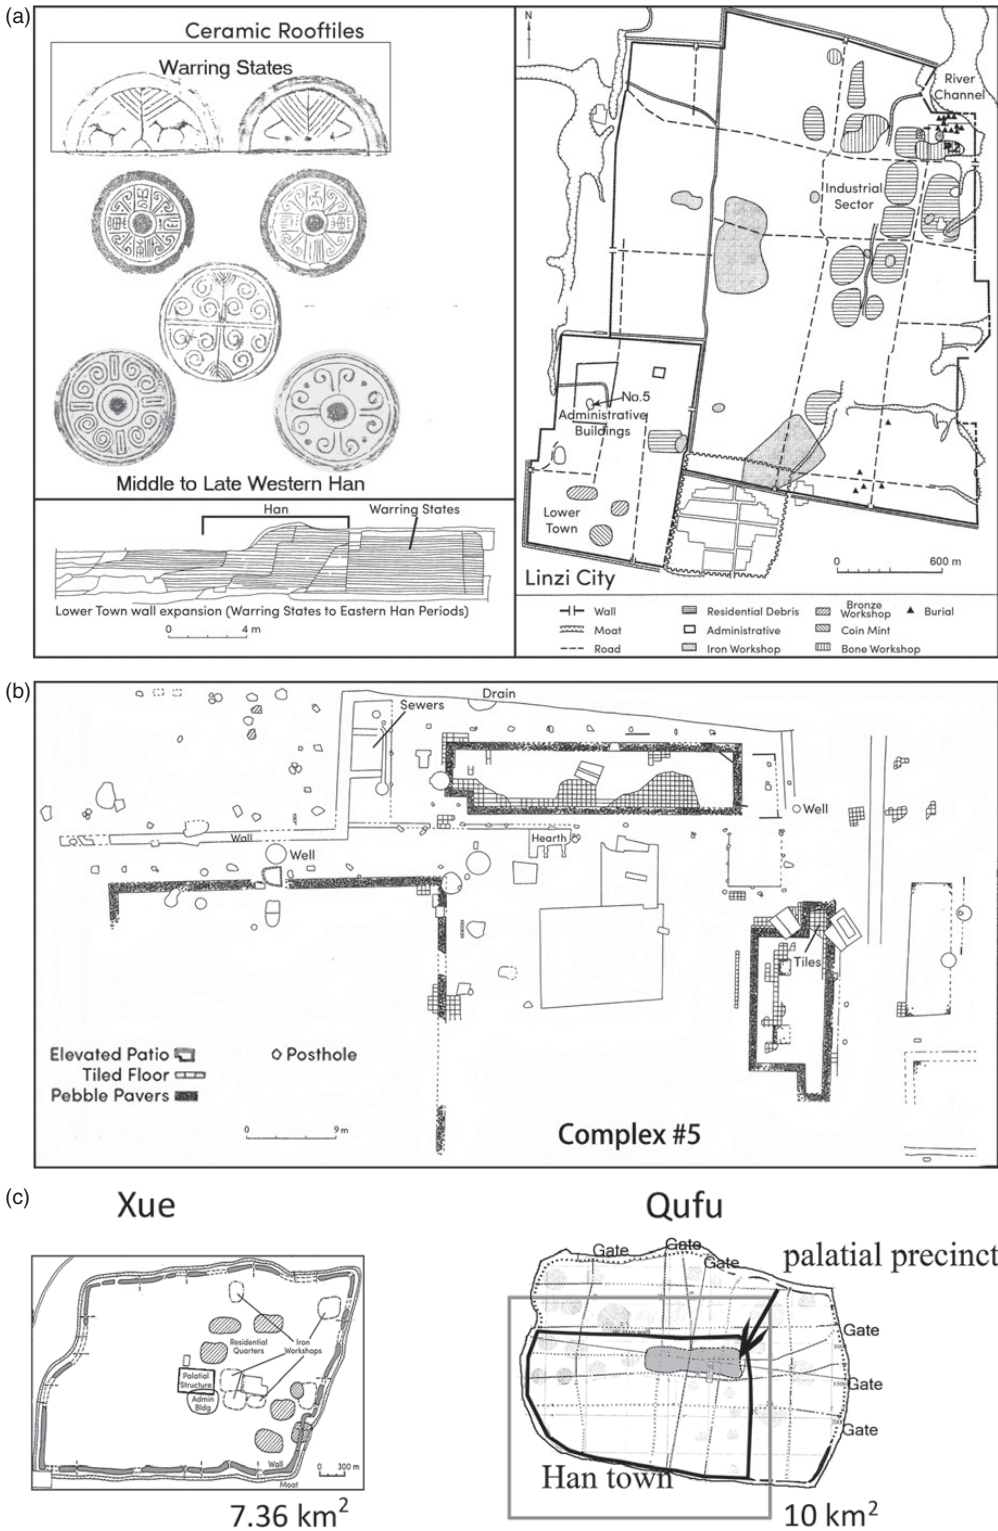 (a)
Ceramic Rooftiles
Warring States
Middle to Late Western Han
Han
Warring States
Lower Town wall expansion (Warring States to Eastern Han Periods)
0 4 m
N
River
Channel
Industrial
Sector
No.5
Administrative
Buildings
Lower
Town
Linzi City
0 600 m
Wall
Moat
Road
Residential Debris
Administrative
Iron Workshop
Bronze
Workshop
Coin Mint
Bone Workshop
Burial
(b)
Drain
Sewers
Well
Wall
Well
Hearth
Tiles
Elevated Patio
Tiled Floor
Pebble Pavers
Posthole
0 9 m
Complex #5
(c)
Xue
Iron
Workshops
Residential
Quarters
Palatial
Structure
Admin
Bldg
Wall
Moat
0 300 m
7.36 km²
Qufu
Gate
Gate
Gate
palatial precinct
Gate
Gate
Gate
Han town
10 km²